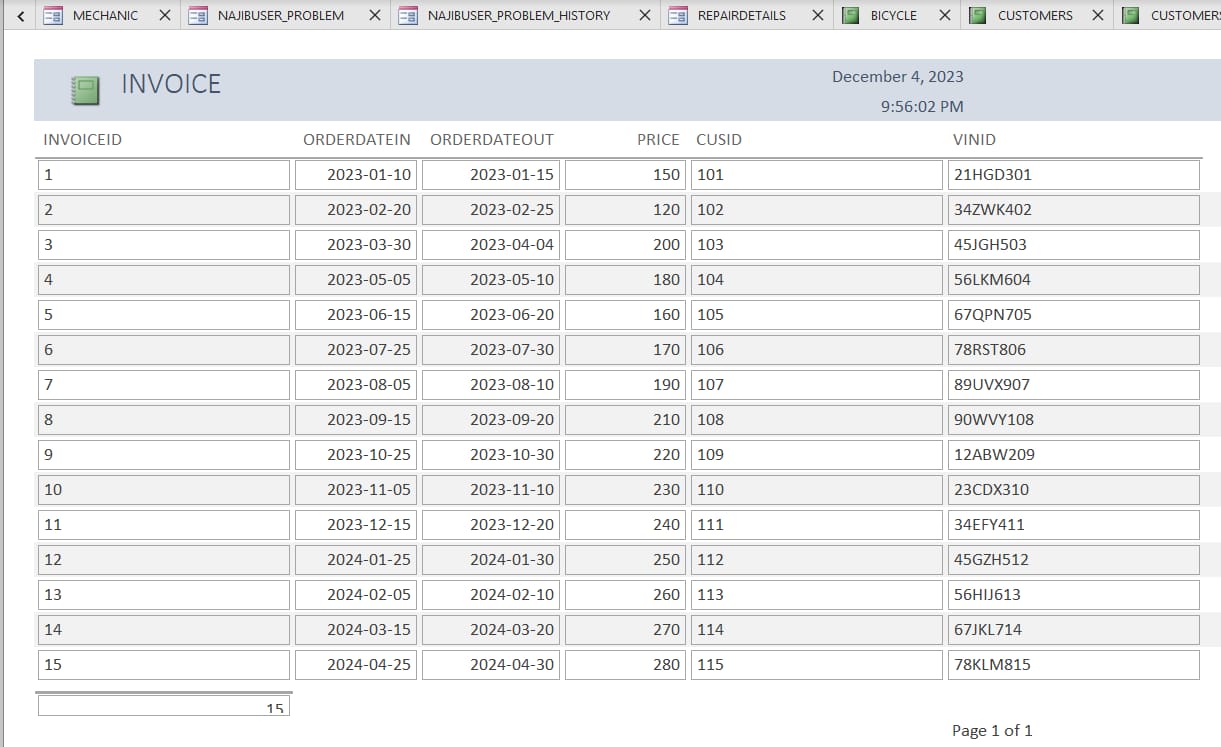 MECHANIC NAJIBUSER_PROBLEM NAJIBUSER_PROBLEM_HISTORY REPAIRDETAILS BICYCLE CUSTOMERS CUSTOMERS
INVOICE December 4, 2023
9:56:02 PM
INVOICEID ORDERDATEIN ORDERDATEOUT PRICE CUSID VINID
1 2023-01-10 2023-01-15 150 101 21HGD301
2 2023-02-20 2023-02-25 120 102 34ZWK402
3 2023-03-30 2023-04-04 200 103 45JGH503
4 2023-05-05 2023-05-10 180 104 56LKM604
5 2023-06-15 2023-06-20 160 105 67QPN705
6 2023-07-25 2023-07-30 170 106 78RST806
7 2023-08-05 2023-08-10 190 107 89UVX907
8 2023-09-15 2023-09-20 210 108 90WVY108
9 2023-10-25 2023-10-30 220 109 12ABW209
10 2023-11-05 2023-11-10 230 110 23CDX310
11 2023-12-15 2023-12-20 240 111 34EFY411
12 2024-01-25 2024-01-30 250 112 45GZH512
13 2024-02-05 2024-02-10 260 113 56HIJ613
14 2024-03-15 2024-03-20 270 114 67JKL714
15 2024-04-25 2024-04-30 280 115 78KLM815
15
Page 1 of 1